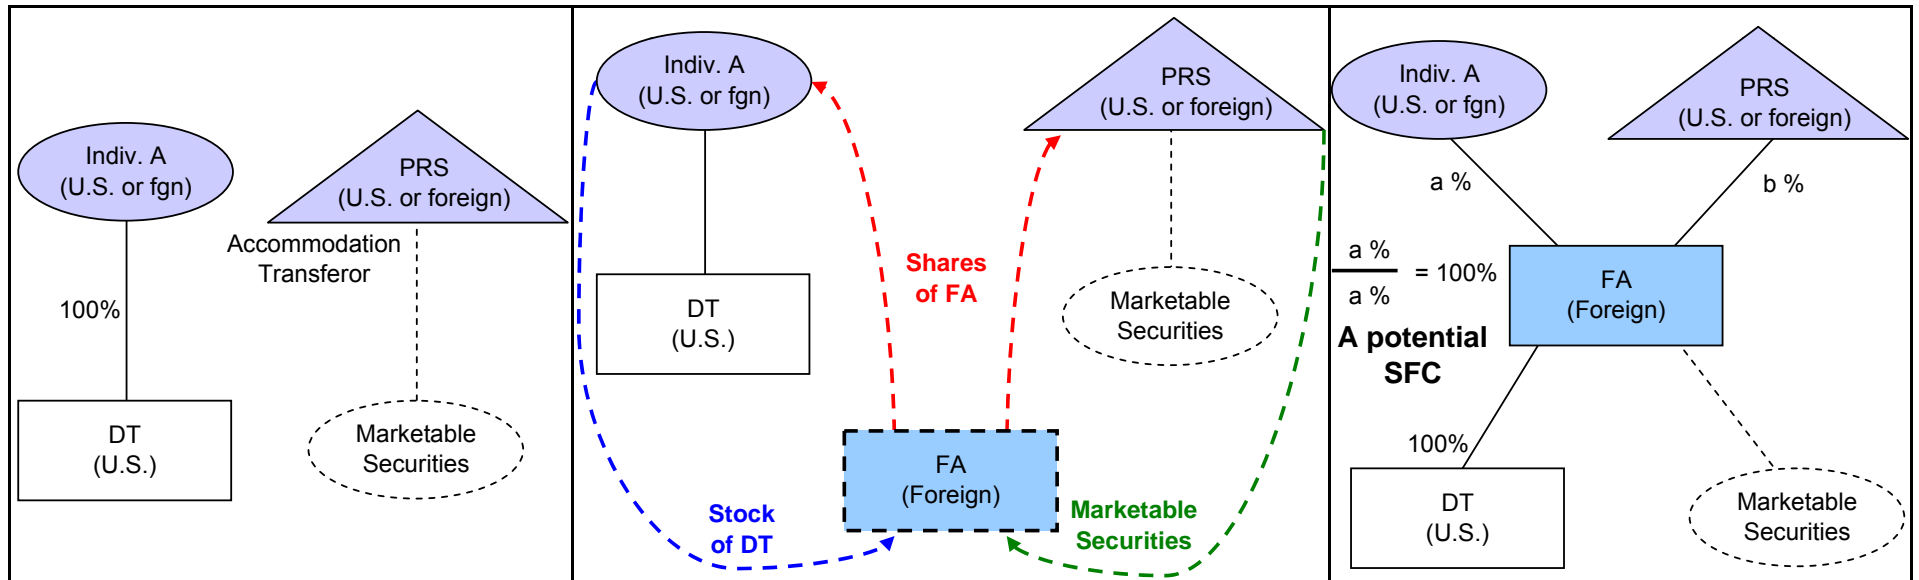 Indiv. A
(U.S. or fgn)
PRS
(U.S. or foreign)
Accommodation
Transferor
100%
DT
(U.S.)
Marketable
Securities
Indiv. A
(U.S. or fgn)
PRS
(U.S. or foreign)
Shares
of FA
DT
(U.S.)
Marketable
Securities
FA
(Foreign)
Stock
of DT
Marketable
Securities
Indiv. A
(U.S. or fgn)
PRS
(U.S. or foreign)
a %
b %
a %
= 100%
a %
FA
(Foreign)
A potential
SFC
100%
DT
(U.S.)
Marketable
Securities